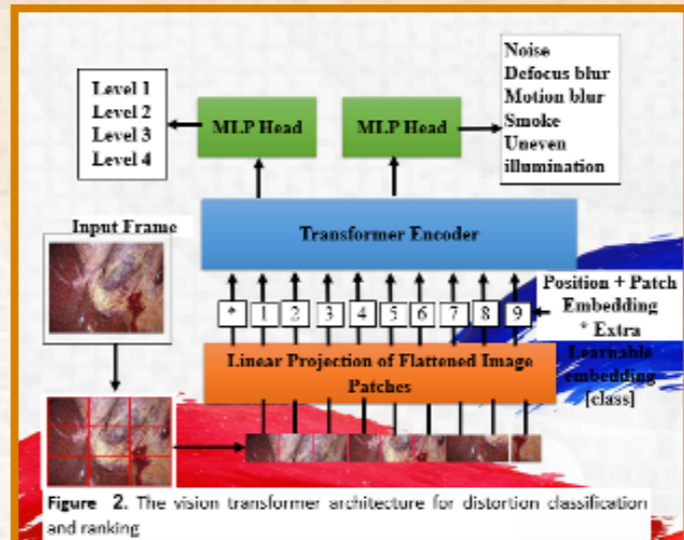 Level 1
Level 2
Level 3
Level 4
MLP Head
MLP Head
Noise
Defocus blur
Motion blur
Smoke
Uneven
illumination
Transformer Encoder
Input Frame
* 1 2 3 4 5 6 7 8 9
Position + Patch
Embedding
* Extra
Learnable
embedding
[class]
Linear Projection of Flattened Image
Patches
Figure 2. The vision transformer architecture for distortion classification
and ranking